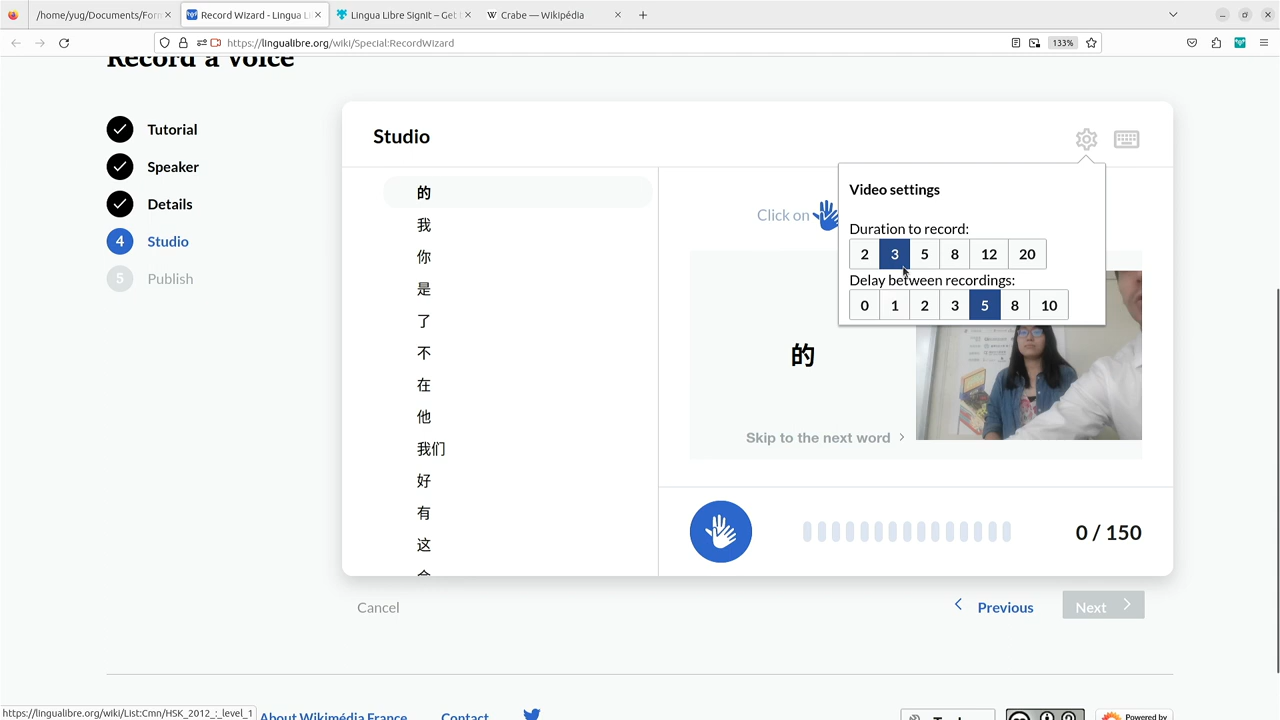 /home/yug/Documents/Form
Record Wizard - Lingua Li
Lingua Libre SignIt – Get
Crabe — Wikipédia
https://lingualibre.org/wiki/Special:RecordWizard
133%
Record a voice
Tutorial
Speaker
Details
4 Studio
5 Publish
Studio
的
我
你
是
了
不
在
他
我们
好
有
这
Click on
Video settings
Duration to record:
2 3 5 8 12 20
Delay between recordings:
0 1 2 3 5 8 10
的
Skip to the next word
0 / 150
Cancel
Previous
Next
https://lingualibre.org/wiki/List:Cmn/HSK_2012_:_level_1
About Wikimédia France
Contact
Powered by